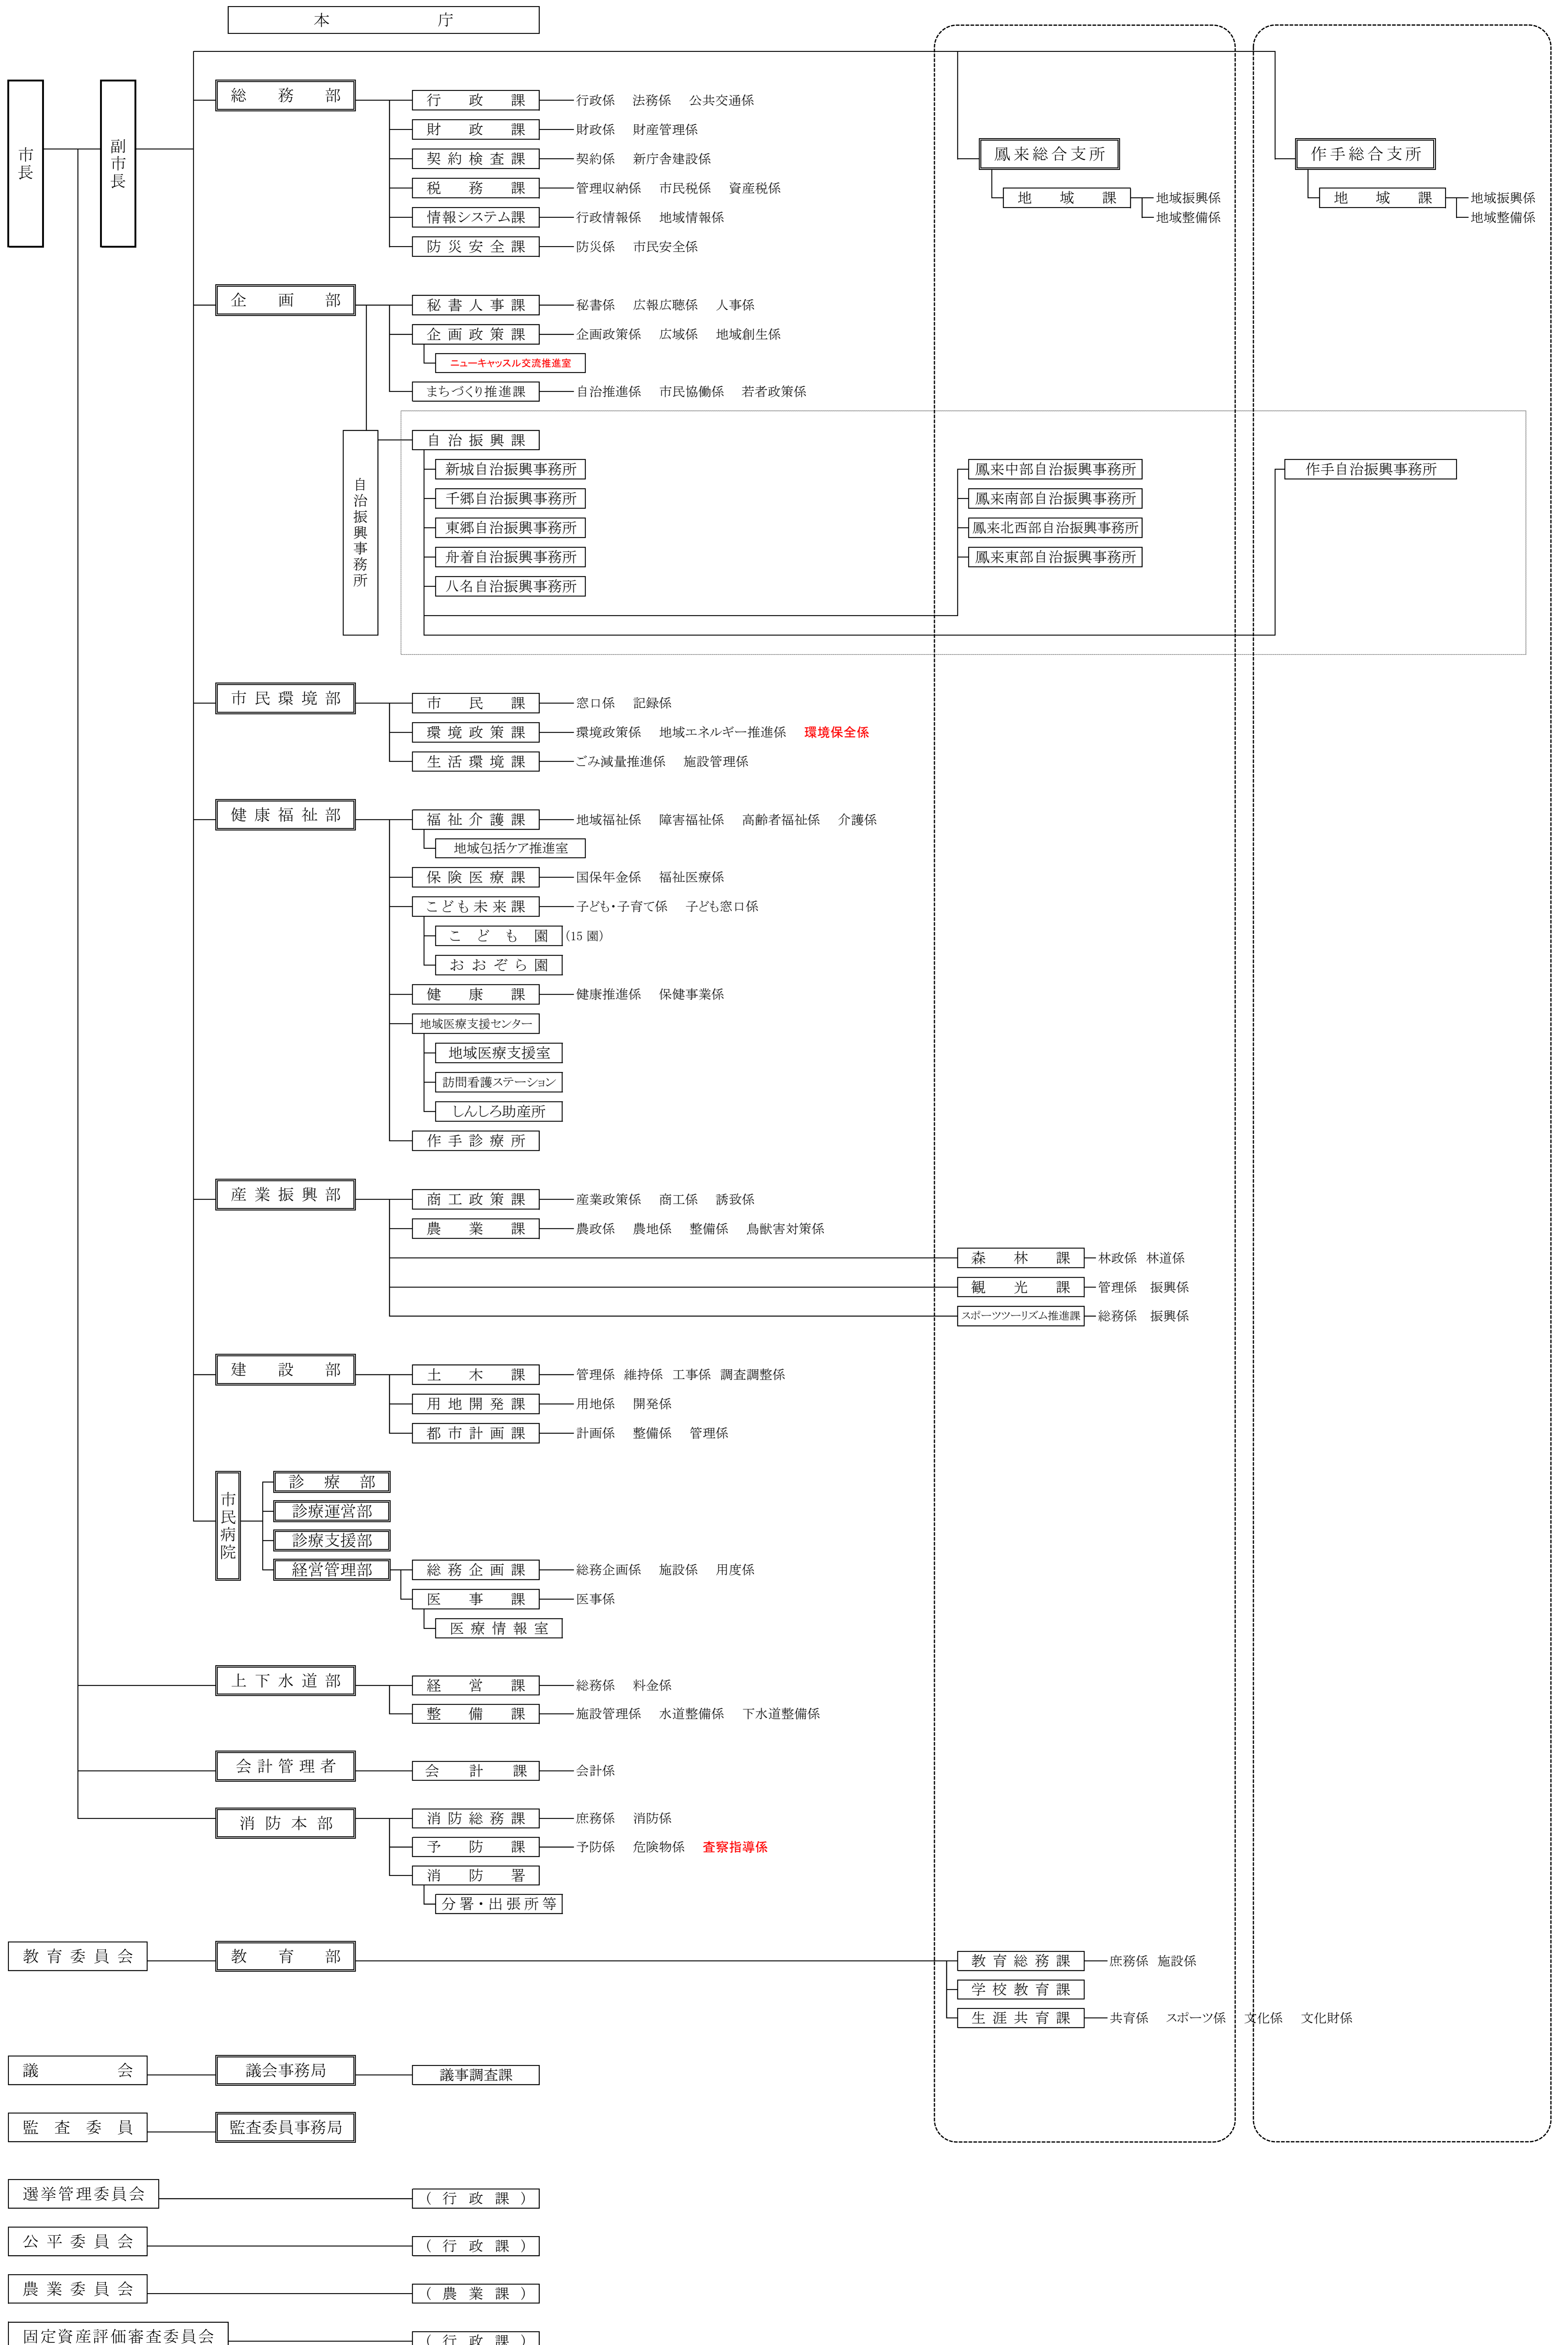 本庁
市長
副市長
総務部
行政課 行政係 法務係 公共交通係
財政課 財政係 財産管理係
契約検査課 契約係 新庁舎建設係
税務課 管理収納係 市民税係 資産税係
情報システム課 行政情報係 地域情報係
防災安全課 防災係 市民安全係
鳳来総合支所
地域課 地域振興係
地域整備係
作手総合支所
地域課 地域振興係
地域整備係
企画部
秘書人事課 秘書係 広報広聴係 人事係
企画政策課 企画政策係 広域係 地域創生係
ニューキャッスル交流推進室
まちづくり推進課 自治推進係 市民協働係 若者政策係
自治振興事務所
自治振興課
新城自治振興事務所 鳳来中部自治振興事務所 作手自治振興事務所
千郷自治振興事務所 鳳来南部自治振興事務所
東郷自治振興事務所 鳳来北西部自治振興事務所
舟着自治振興事務所 鳳来東部自治振興事務所
八名自治振興事務所
市民環境部
市民課 窓口係 記録係
環境政策課 環境政策係 地域エネルギー推進係 環境保全係
生活環境課 ごみ減量推進係 施設管理係
健康福祉部
福祉介護課 地域福祉係 障害福祉係 高齢者福祉係 介護係
地域包括ケア推進室
保険医療課 国保年金係 福祉医療係
こども未来課 子ども・子育て係 子ども窓口係
こども園 (15 園)
おおぞら園
健康課 健康推進係 保健事業係
地域医療支援センター
地域医療支援室
訪問看護ステーション
しんしろ助産所
作手診療所
産業振興部
商工政策課 産業政策係 商工係 誘致係
農業課 農政係 農地係 整備係 鳥獣害対策係
森林課 林政係 林道係
観光課 管理係 振興係
スポーツツーリズム推進課 総務係 振興係
建設部
土木課 管理係 維持係 工事係 調査調整係
用地開発課 用地係 開発係
都市計画課 計画係 整備係 管理係
市民病院
診療部
診療運営部
診療支援部
経営管理部
総務企画課 総務企画係 施設係 用度係
医事課 医事係
医療情報室
上下水道部
経営課 総務係 料金係
整備課 施設管理係 水道整備係 下水道整備係
会計管理者
会計課 会計係
消防本部
消防総務課 庶務係 消防係
予防課 予防係 危険物係 査察指導係
消防署
分署・出張所等
教育委員会
教育部
教育総務課 庶務係 施設係
学校教育課
生涯共育課 共育係 スポーツ係 文化係 文化財係
議会
議会事務局
議事調査課
監査委員
監査委員事務局
選挙管理委員会
(行政課)
公平委員会
(行政課)
農業委員会
(農業課)
固定資産評価審査委員会
(行政課)